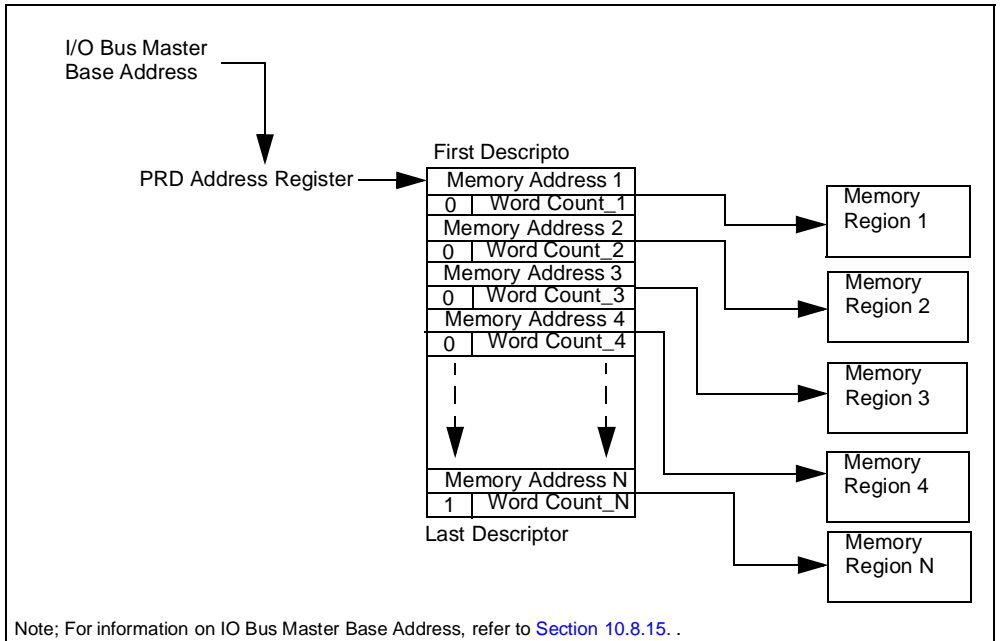 I/O Bus Master
Base Address
PRD Address Register
First Descripto
Memory Address 1
0 Word Count_1
Memory Address 2
0 Word Count_2
Memory Address 3
0 Word Count_3
Memory Address 4
0 Word Count_4
Memory Address N
1 Word Count_N
Last Descriptor
Memory
Region 1
Memory
Region 2
Memory
Region 3
Memory
Region 4
Memory
Region N
Note; For information on IO Bus Master Base Address, refer to Section 10.8.15. .